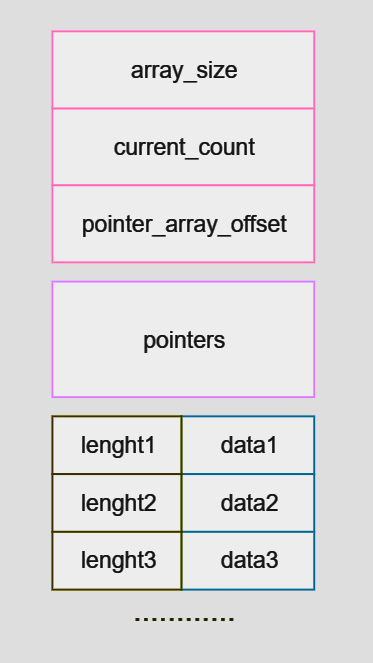 array_size
current_count
pointer_array_offset
pointers
lenght1 data1
lenght2 data2
lenght3 data3
............